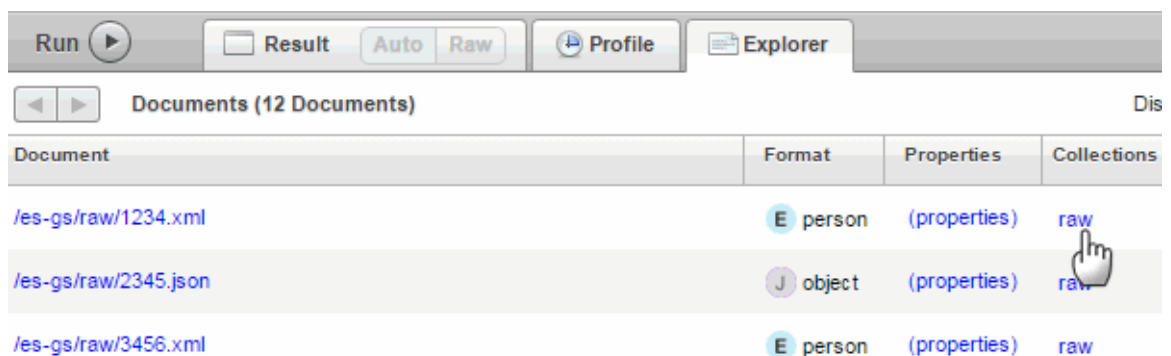 Run Result Auto Raw Profile Explorer
Documents (12 Documents)
Document Format Properties Collections
/es-gs/raw/1234.xml E person (properties) raw
/es-gs/raw/2345.json J object (properties) raw
/es-gs/raw/3456.xml E person (properties) raw